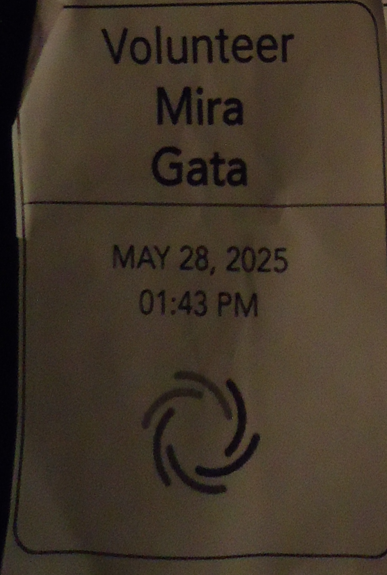 Volunteer
Mira
Gata
MAY 28, 2025
01:43 PM